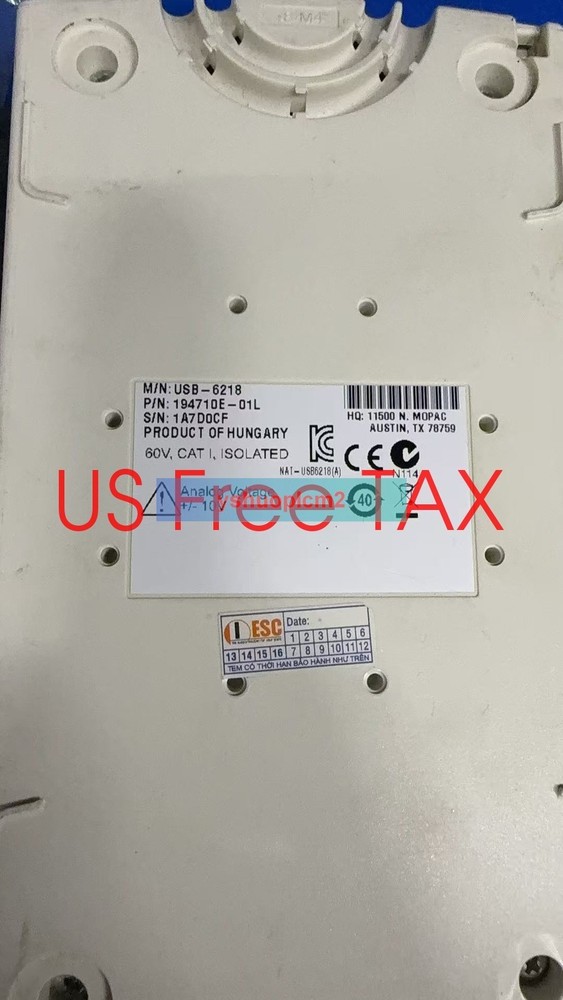 M/N: USB-6218
P/N: 194710E-01L
S/N: 1A7D0CF
PRODUCT OF HUNGARY
60V, CAT I, ISOLATED
HQ: 11500 N. MOPAC
AUSTIN, TX 78759
NAT-USB6218(A)
CE
N114
Analog Voltage
+/- 10V
40
US Free TAX
ESC
Date:
1 2 3 4 5 6
13 14 15 16 7 8 9 10 11 12
TEM CÓ THỜI HẠN BẢO HÀNH NHƯ TRÊN